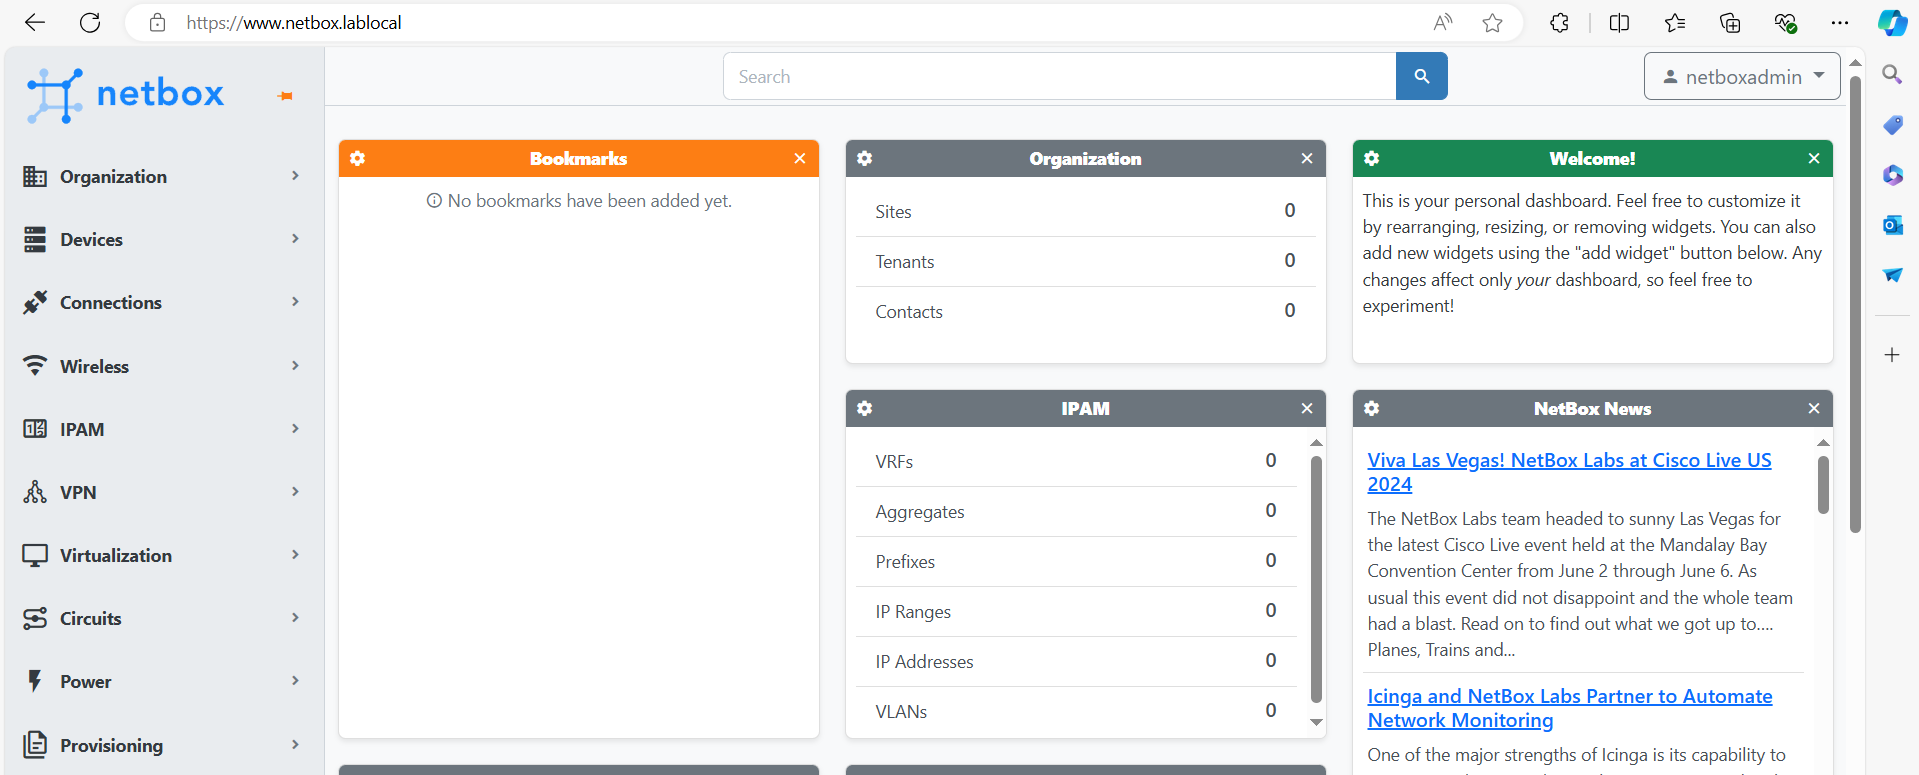 https://www.netbox.lablocal
netbox
Search
netboxadmin
Organization
Devices
Connections
Wireless
IPAM
VPN
Virtualization
Circuits
Power
Provisioning
Bookmarks
No bookmarks have been added yet.
Organization
Sites 0
Tenants 0
Contacts 0
Welcome!
This is your personal dashboard. Feel free to customize it
by rearranging, resizing, or removing widgets. You can also
add new widgets using the "add widget" button below. Any
changes affect only your dashboard, so feel free to
experiment!
IPAM
VRFs 0
Aggregates 0
Prefixes 0
IP Ranges 0
IP Addresses 0
VLANs 0
NetBox News
Viva Las Vegas! NetBox Labs at Cisco Live US
2024
The NetBox Labs team headed to sunny Las Vegas for
the latest Cisco Live event held at the Mandalay Bay
Convention Center from June 2 through June 6. As
usual this event did not disappoint and the whole team
had a blast. Read on to find out what we got up to....
Planes, Trains and...
Icinga and NetBox Labs Partner to Automate
Network Monitoring
One of the major strengths of Icinga is its capability to